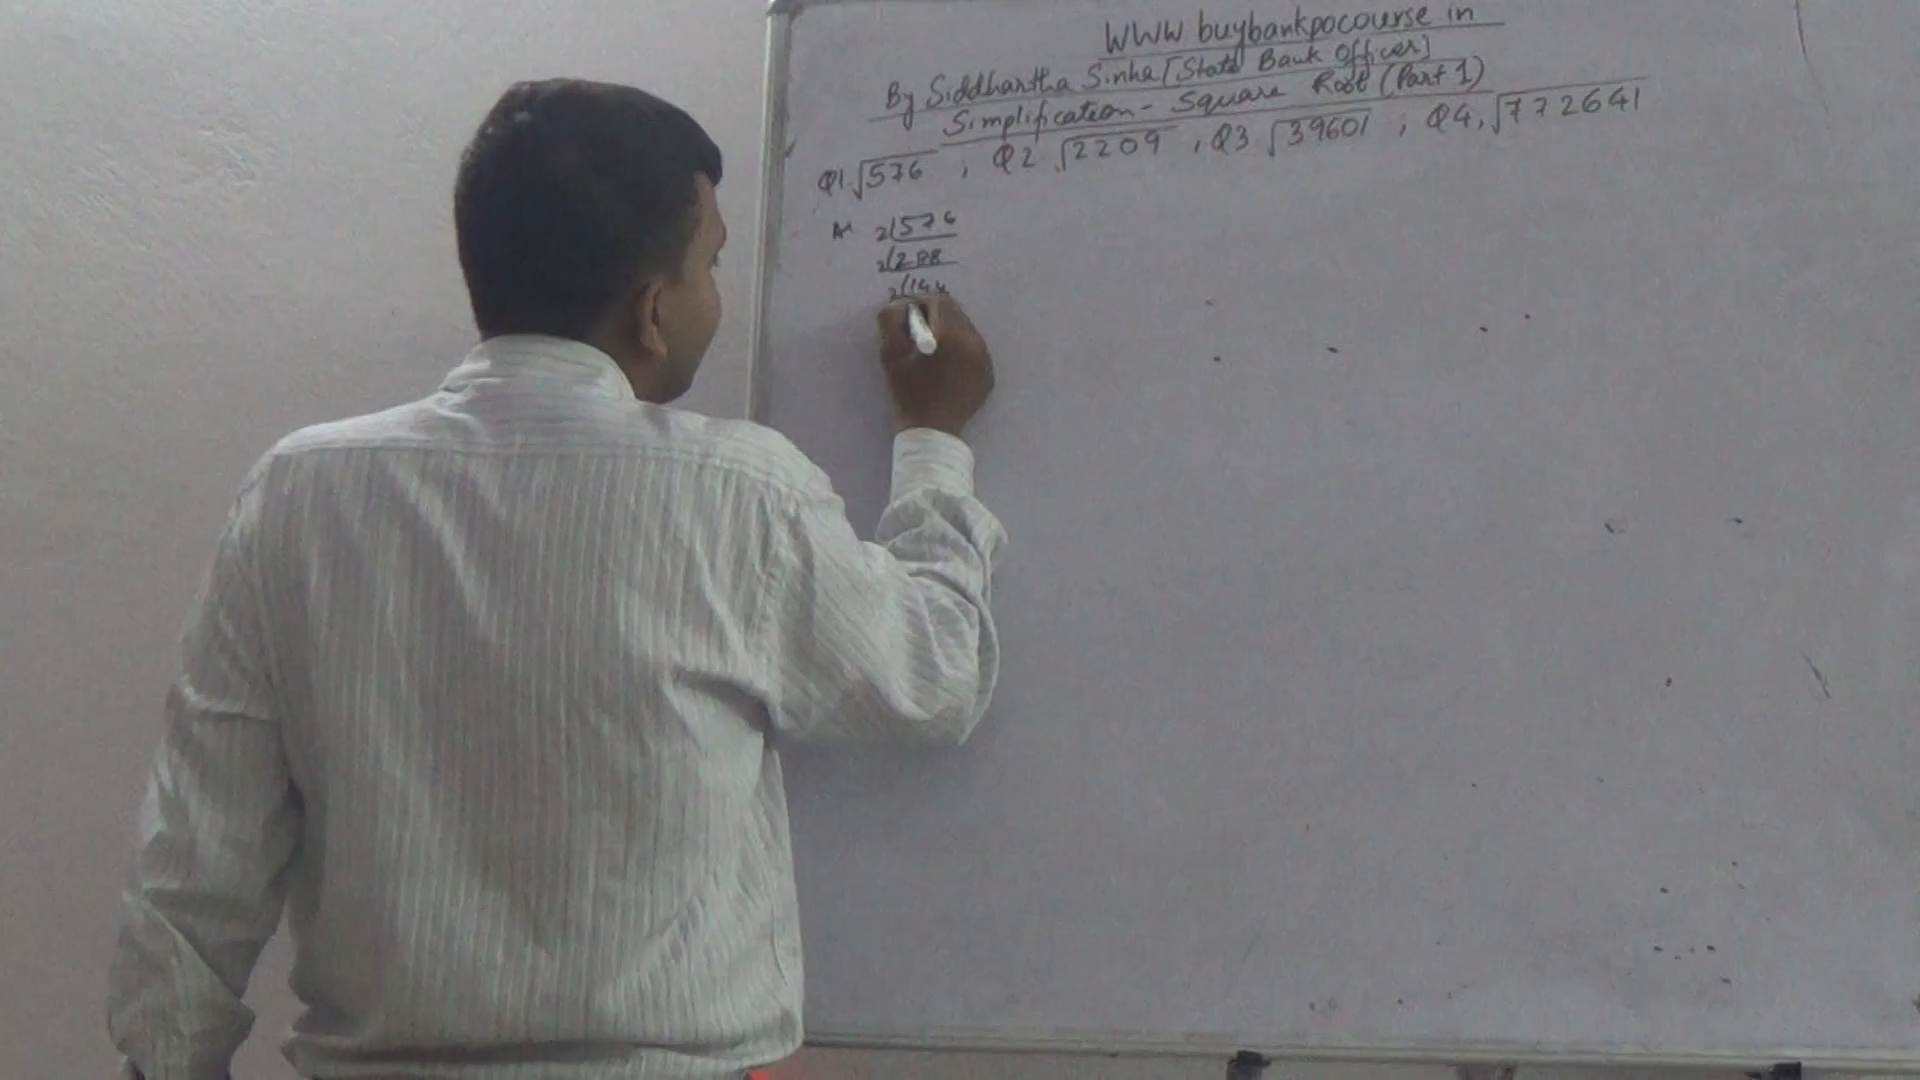 WWW buybankpocourse in
By Siddhartha Sinha [State Bank Officer]
Simplification - Square Root (Part 1)
Q1. √576 , Q2 √2209 , Q3 √39601 , Q4, √772641
A1 2|576
2|288
2|144